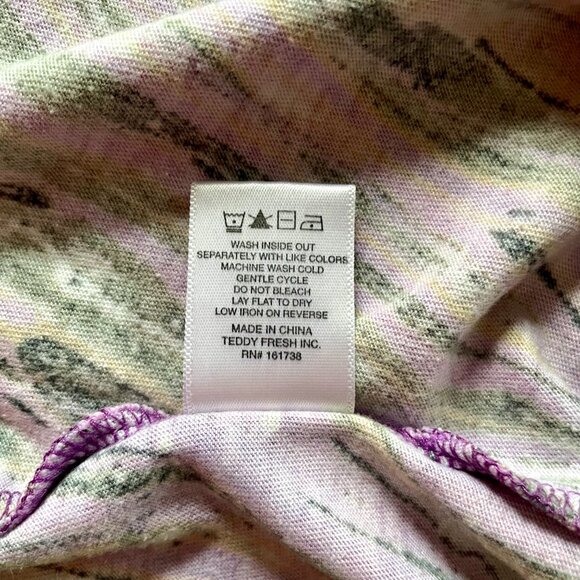 WASH INSIDE OUT
SEPARATELY WITH LIKE COLORS
MACHINE WASH COLD
GENTLE CYCLE
DO NOT BLEACH
LAY FLAT TO DRY
LOW IRON ON REVERSE
MADE IN CHINA
TEDDY FRESH INC.
RN# 161738